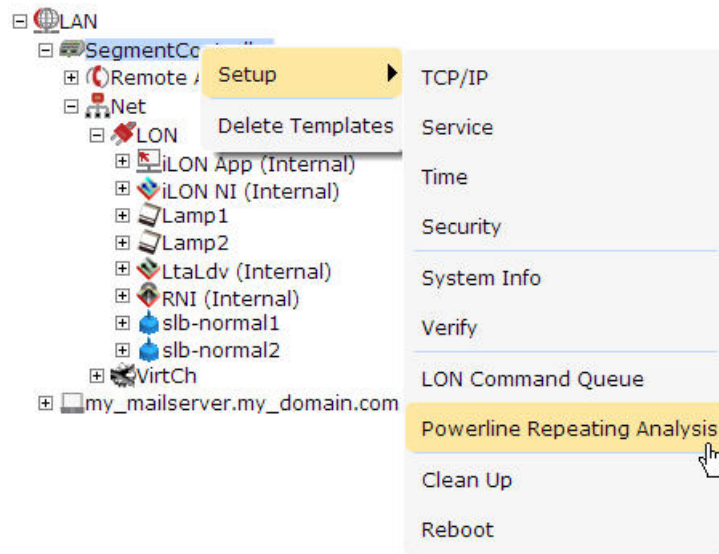 LAN
SegmentCo
Remote
Net
LON
iLON App (Internal)
iLON NI (Internal)
Lamp1
Lamp2
LtaLdv (Internal)
RNI (Internal)
slb-normal1
slb-normal2
VirtCh
my_mailserver.my_domain.com
Setup
Delete Templates
TCP/IP
Service
Time
Security
System Info
Verify
LON Command Queue
Powerline Repeating Analysis
Clean Up
Reboot